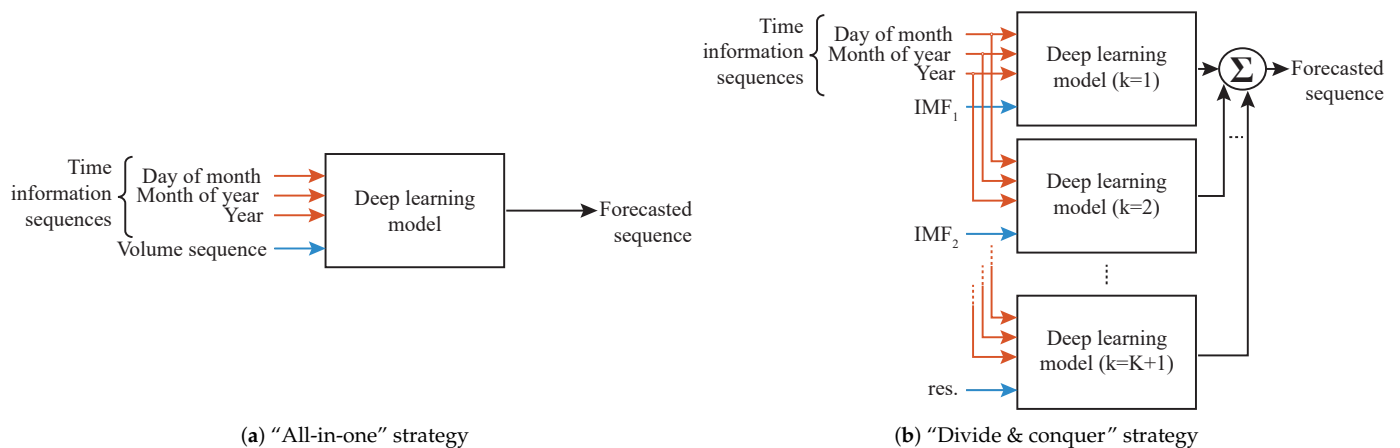 Time
information
sequences
Day of month
Month of year
Year
Volume sequence
Deep learning
model
Forecasted
sequence
(a) “All-in-one” strategy
Time
information
sequences
Day of month
Month of year
Year
IMF₁
Deep learning
model (k=1)
Σ
Forecasted
sequence
Deep learning
model (k=2)
IMF₂
Deep learning
model (k=K+1)
res.
(b) “Divide & conquer” strategy